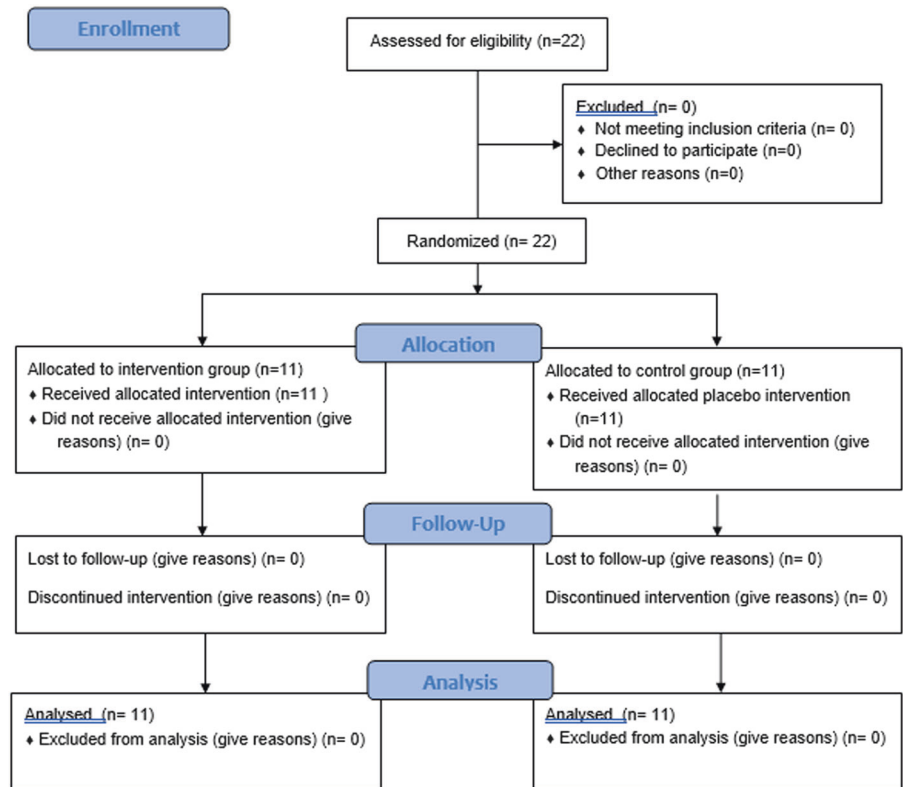 Enrollment
Assessed for eligibility (n=22)
Excluded (n= 0)
♦ Not meeting inclusion criteria (n= 0)
♦ Declined to participate (n=0)
♦ Other reasons (n=0)
Randomized (n= 22)
Allocation
Allocated to intervention group (n=11)
♦ Received allocated intervention (n=11 )
♦ Did not receive allocated intervention (give
reasons) (n= 0)
Allocated to control group (n=11)
♦ Received allocated placebo intervention
(n=11)
♦ Did not receive allocated intervention (give
reasons) (n= 0)
Follow-Up
Lost to follow-up (give reasons) (n= 0)
Discontinued intervention (give reasons) (n= 0)
Lost to follow-up (give reasons) (n= 0)
Discontinued intervention (give reasons) (n= 0)
Analysis
Analysed (n= 11)
♦ Excluded from analysis (give reasons) (n= 0)
Analysed (n= 11)
♦ Excluded from analysis (give reasons) (n= 0)